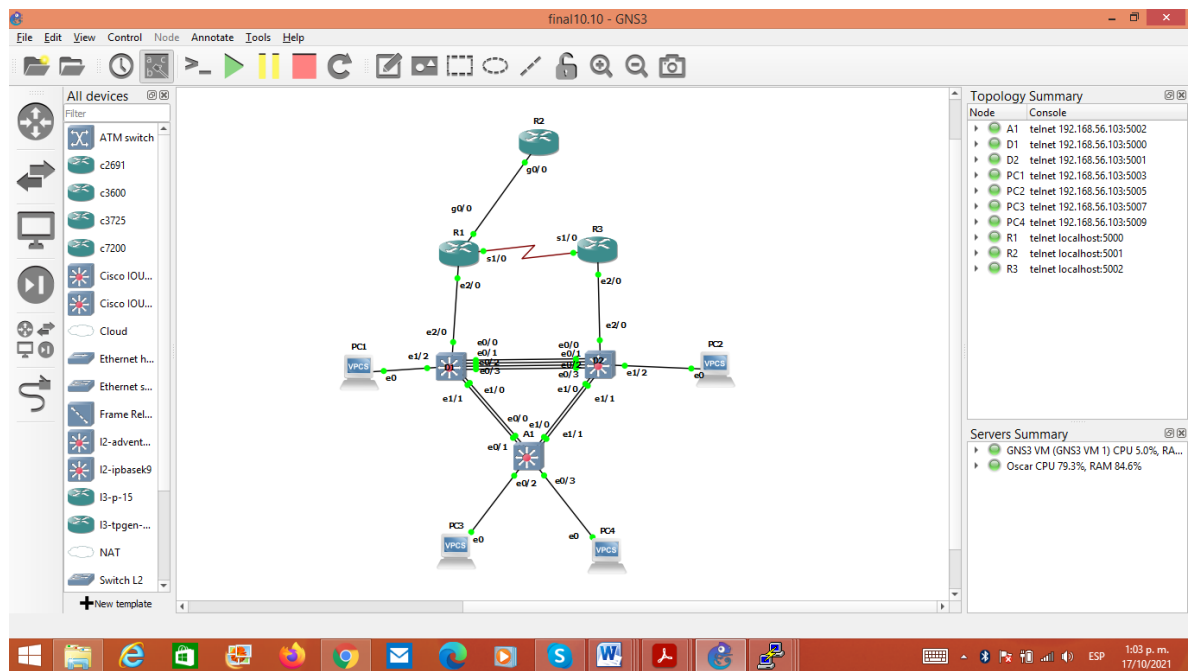 final10.10 - GNS3
File Edit View Control Node Annotate Tools Help
All devices
Filter
ATM switch
c2691
c3600
c3725
c7200
Cisco IOU...
Cisco IOU...
Cloud
Ethernet h...
Ethernet s...
Frame Rel...
l2-advent...
l2-ipbasek9
l3-p-15
l3-tpgen-...
NAT
Switch L2
New template
R2
g0/0
g0/0
R1
s1/0
s1/0
R3
e2/0
e2/0
e2/0
e2/0
PC1
VPCS
e0
e1/2
e0/0
e0/1
e0/2
e0/3
D1
e0/0
e0/1
e0/2
e0/3
D2
e1/2
PC2
VPCS
e0
e1/0
e1/1
e1/0
e1/1
e0/0
e1/0
A1
e0/1
e1/1
e0/2
e0/3
PC3
VPCS
e0
e0
PC4
VPCS
Topology Summary
Node Console
A1 telnet 192.168.56.103:5002
D1 telnet 192.168.56.103:5000
D2 telnet 192.168.56.103:5001
PC1 telnet 192.168.56.103:5003
PC2 telnet 192.168.56.103:5005
PC3 telnet 192.168.56.103:5007
PC4 telnet 192.168.56.103:5009
R1 telnet localhost:5000
R2 telnet localhost:5001
R3 telnet localhost:5002
Servers Summary
GNS3 VM (GNS3 VM 1) CPU 5.0%, RA...
Oscar CPU 79.3%, RAM 84.6%
ESP
1:03 p. m.
17/10/2021